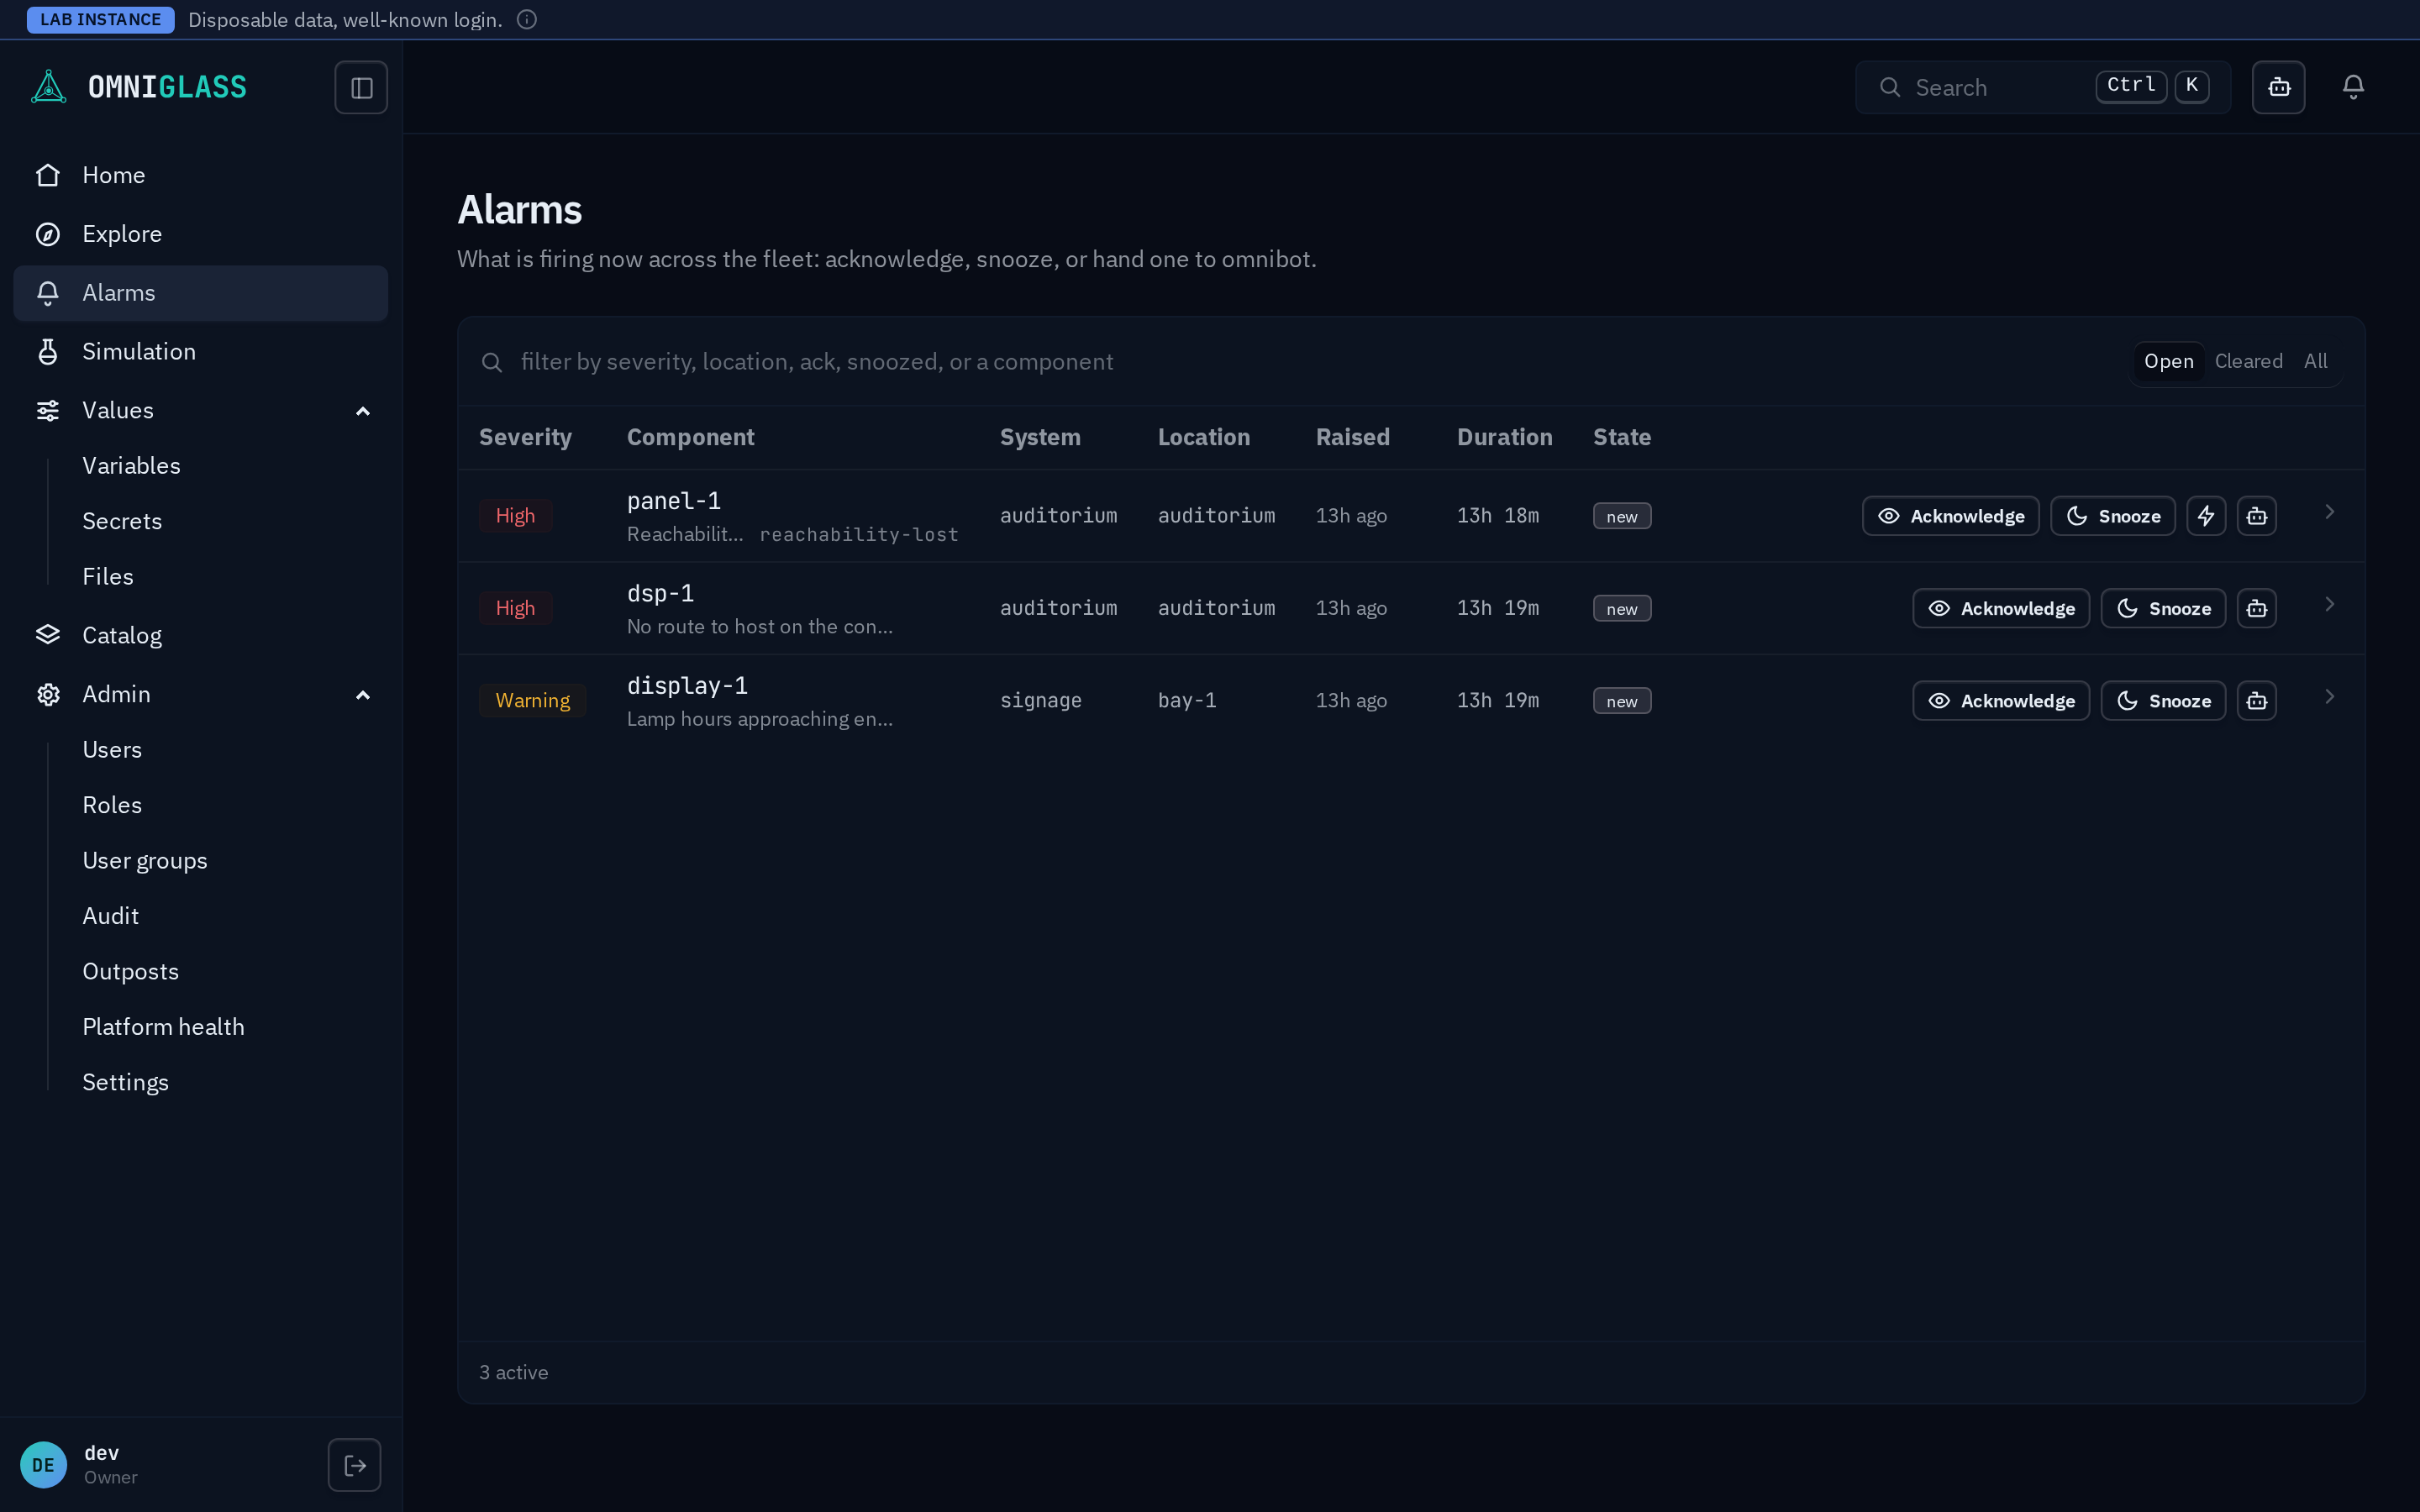 LAB INSTANCE Disposable data, well-known login.
OMNIGLASS
Search Ctrl K
Home
Explore
Alarms
Simulation
Values
Variables
Secrets
Files
Catalog
Admin
Users
Roles
User groups
Audit
Outposts
Platform health
Settings
DE dev
Owner
Alarms
What is firing now across the fleet: acknowledge, snooze, or hand one to omnibot.
filter by severity, location, ack, snoozed, or a component Open Cleared All
Severity Component System Location Raised Duration State
High panel-1 auditorium auditorium 13h ago 13h 18m new Acknowledge Snooze
Reachabilit... reachability-lost
High dsp-1 auditorium auditorium 13h ago 13h 19m new Acknowledge Snooze
No route to host on the con...
Warning display-1 signage bay-1 13h ago 13h 19m new Acknowledge Snooze
Lamp hours approaching en...
3 active